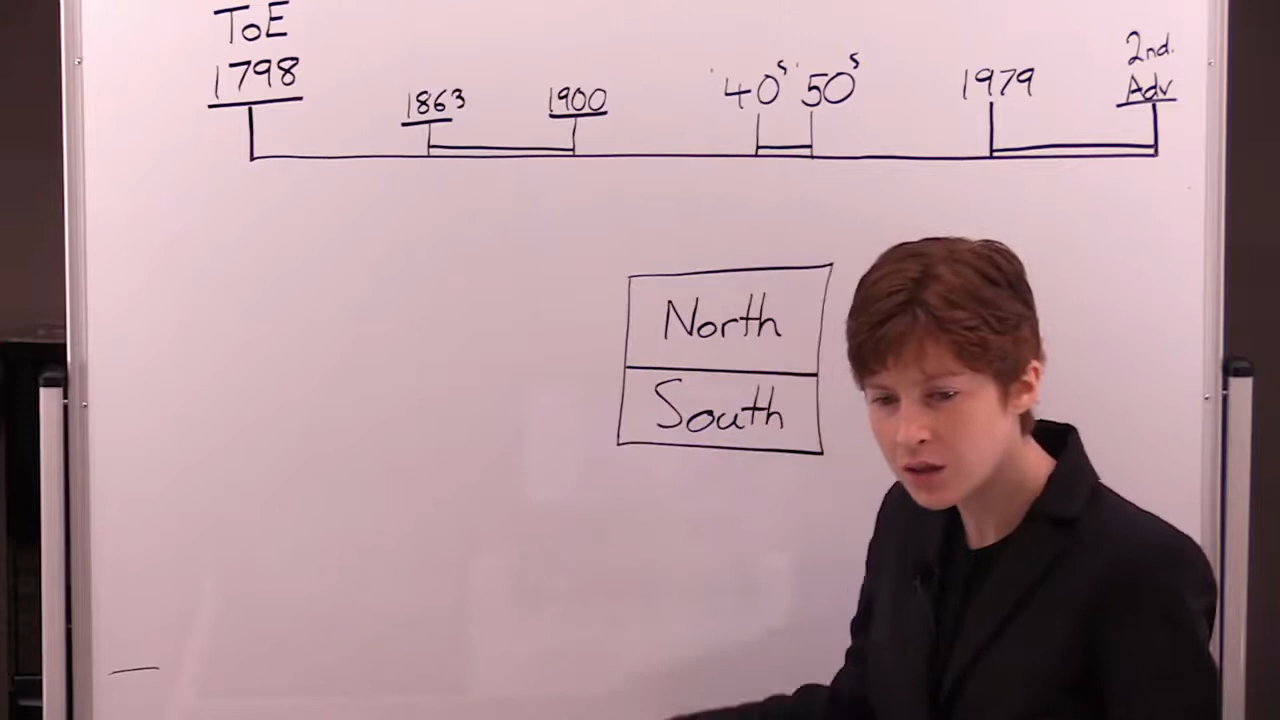 ToE
1798
1863
1900
'40s '50s
1979
2nd.
Adv
North
South